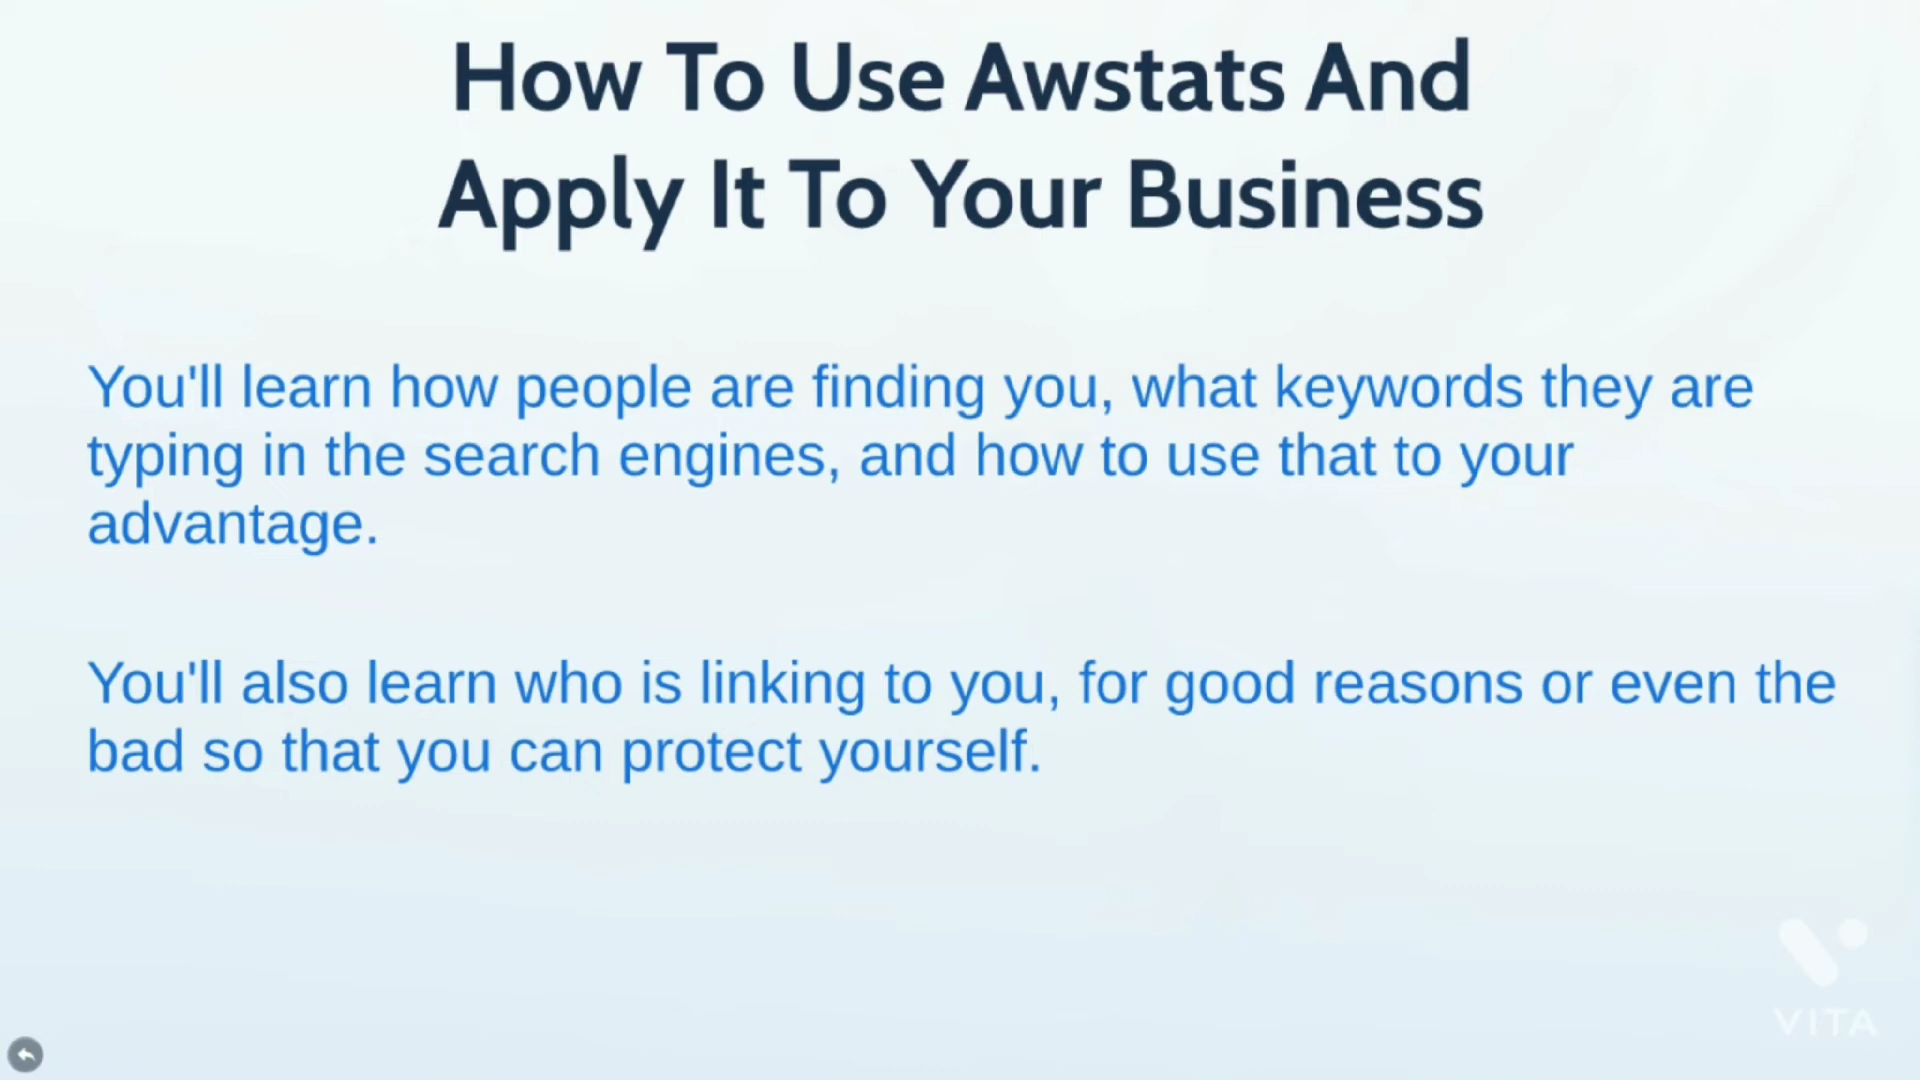 How To Use Awstats And
Apply It To Your Business
You'll learn how people are finding you, what keywords they are
typing in the search engines, and how to use that to your
advantage.
You'll also learn who is linking to you, for good reasons or even the
bad so that you can protect yourself.
VITA